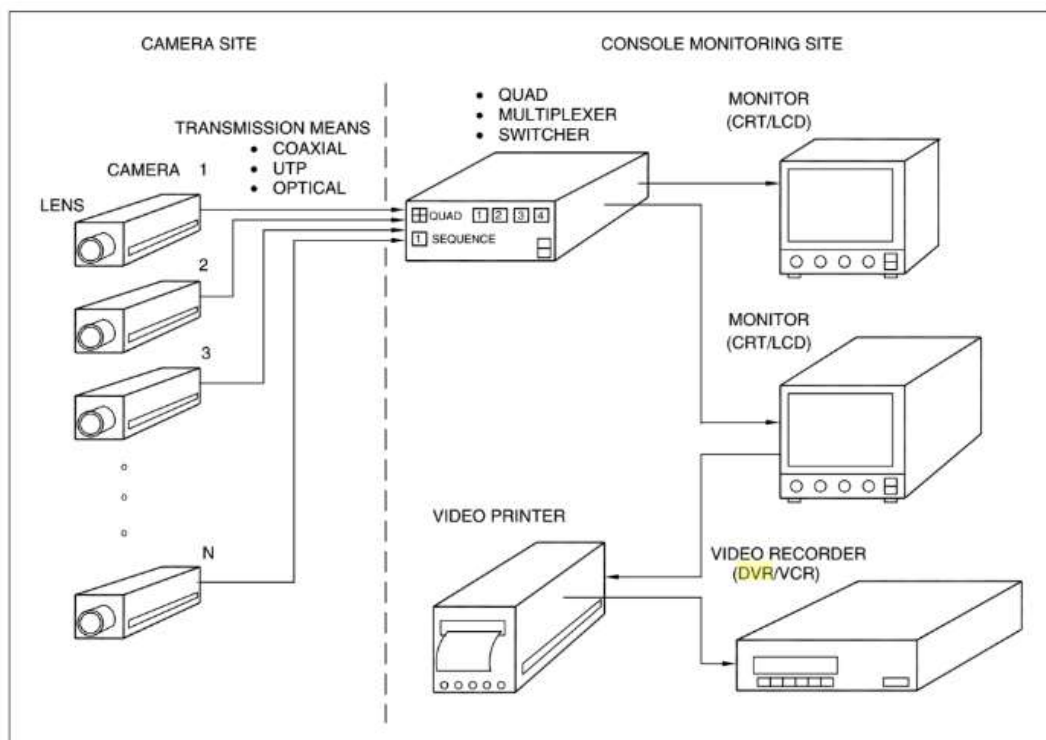 CAMERA SITE
CONSOLE MONITORING SITE
TRANSMISSION MEANS
• COAXIAL
• UTP
• OPTICAL
CAMERA 1
LENS
2
3
N
• QUAD
• MULTIPLEXER
• SWITCHER
QUAD 1 2 3 4
1 SEQUENCE
MONITOR
(CRT/LCD)
MONITOR
(CRT/LCD)
VIDEO PRINTER
VIDEO RECORDER
(DVR/VCR)